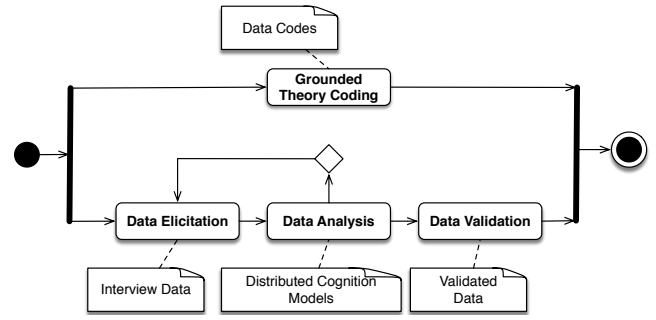 Data Codes
Grounded
Theory Coding
Data Elicitation
Data Analysis
Data Validation
Interview Data
Distributed Cognition
Models
Validated
Data